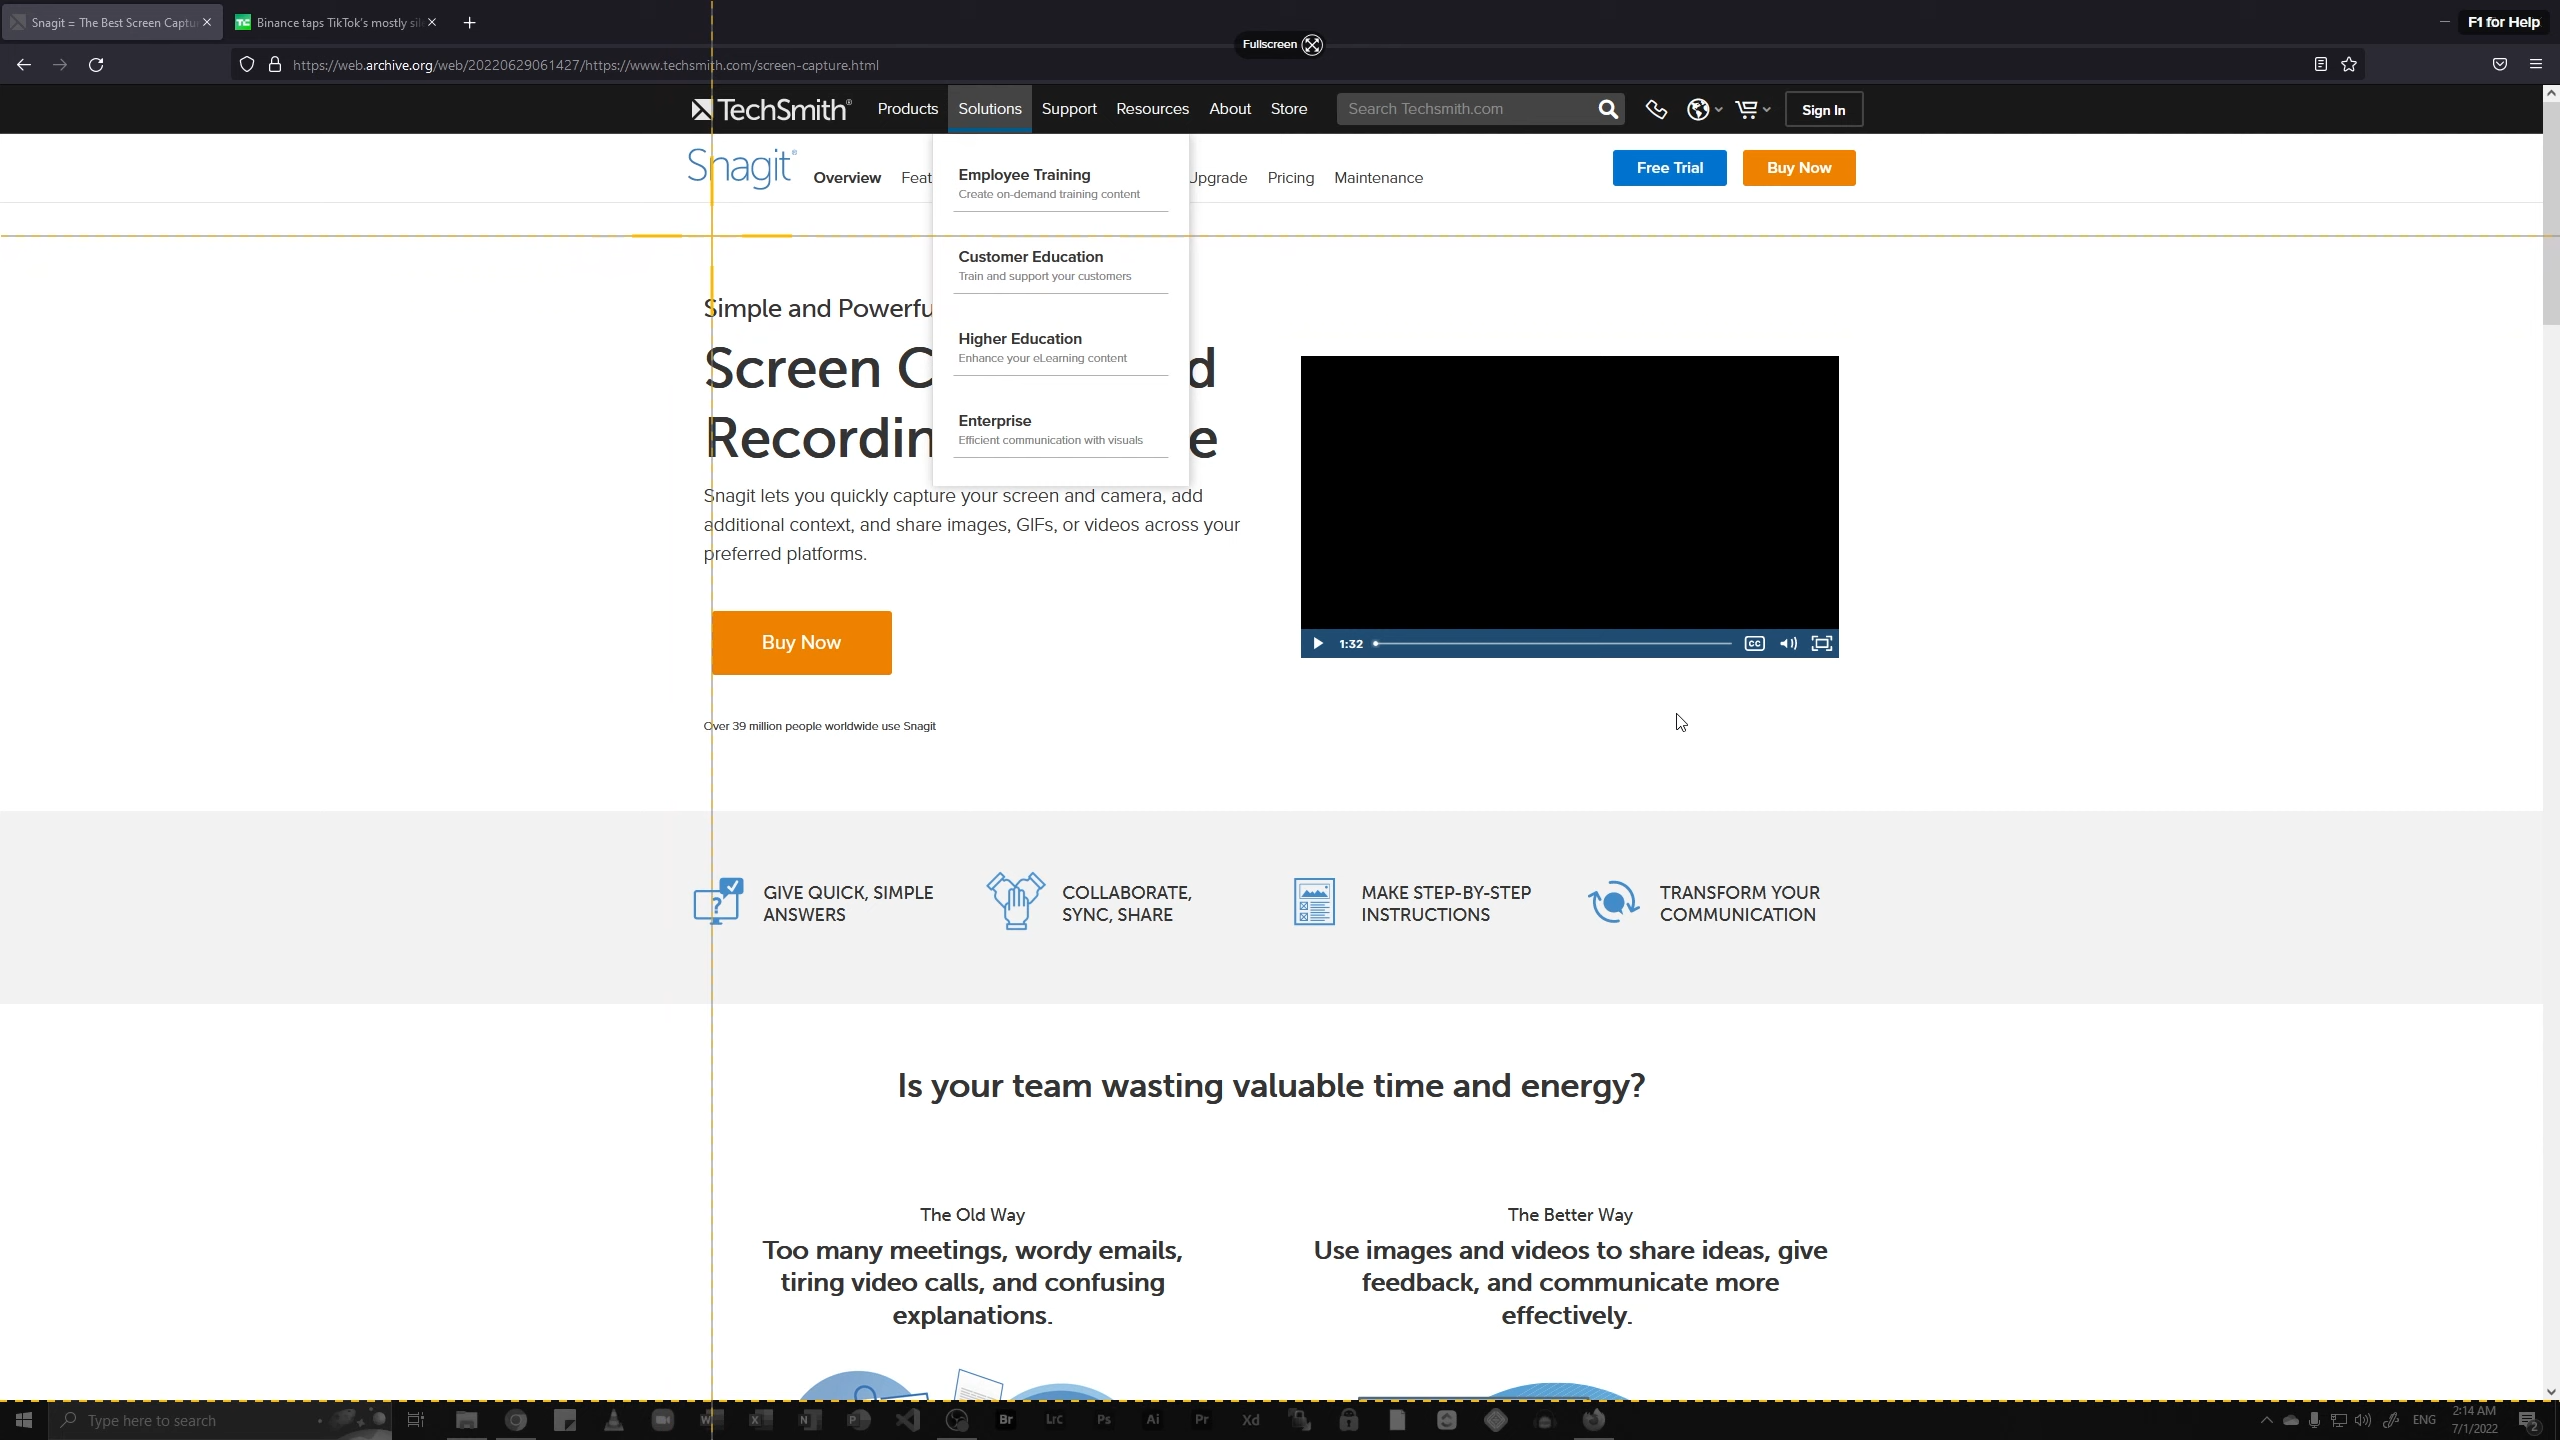 Snagit = The Best Screen Captu
Binance taps TikTok's mostly sil
F1 for Help
Fullscreen
https://web.archive.org/web/20220629061427/https://www.techsmith.com/screen-capture.html
TechSmith®
Products
Solutions
Support
Resources
About
Store
Search Techsmith.com
Sign In
Snagit®
Overview
Feat
Upgrade
Pricing
Maintenance
Free Trial
Buy Now
Employee Training
Create on-demand training content
Customer Education
Train and support your customers
Higher Education
Enhance your eLearning content
Enterprise
Efficient communication with visuals
Simple and Powerfu
Screen C d
Recordin e
Snagit lets you quickly capture your screen and camera, add
additional context, and share images, GIFs, or videos across your
preferred platforms.
Buy Now
Over 39 million people worldwide use Snagit
1:32
CC
GIVE QUICK, SIMPLE
ANSWERS
COLLABORATE,
SYNC, SHARE
MAKE STEP-BY-STEP
INSTRUCTIONS
TRANSFORM YOUR
COMMUNICATION
Is your team wasting valuable time and energy?
The Old Way
Too many meetings, wordy emails,
tiring video calls, and confusing
explanations.
The Better Way
Use images and videos to share ideas, give
feedback, and communicate more
effectively.
Type here to search
Br
LrC
Ps
Ai
Pr
Xd
ENG
2:14 AM
7/1/2022
2